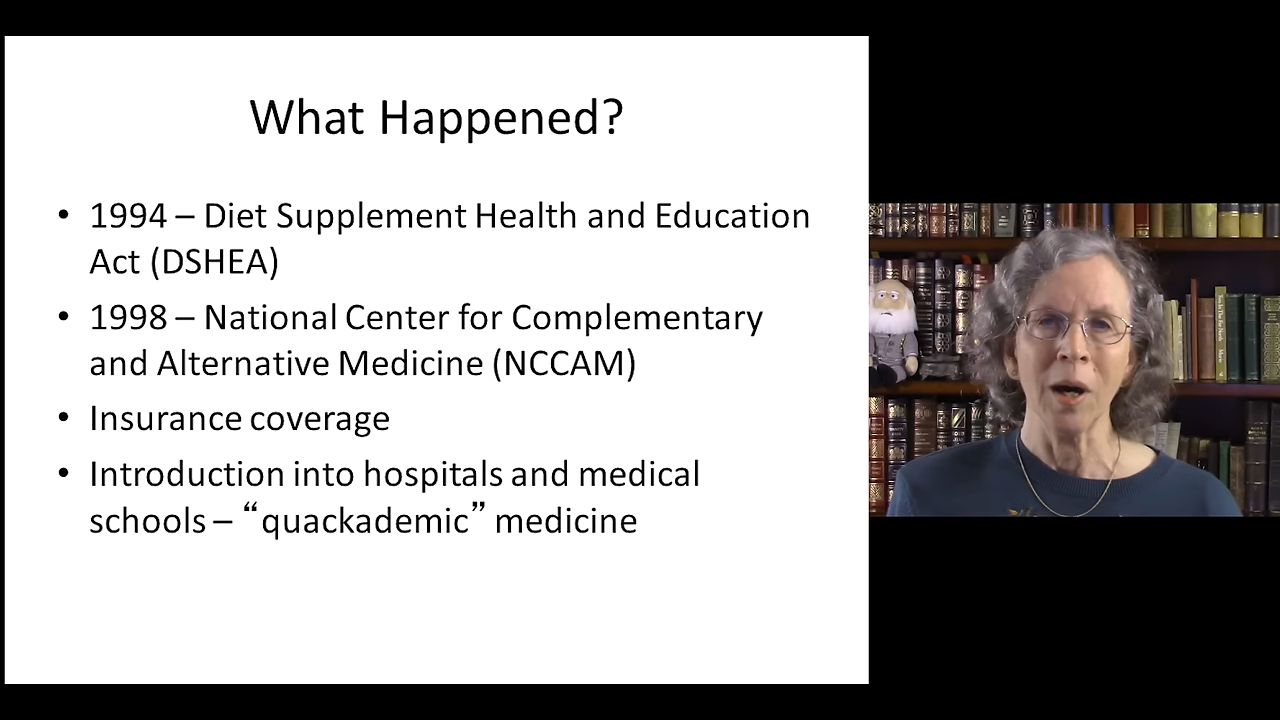 What Happened?
• 1994 – Diet Supplement Health and Education
Act (DSHEA)
• 1998 – National Center for Complementary
and Alternative Medicine (NCCAM)
• Insurance coverage
• Introduction into hospitals and medical
schools – “quackademic” medicine